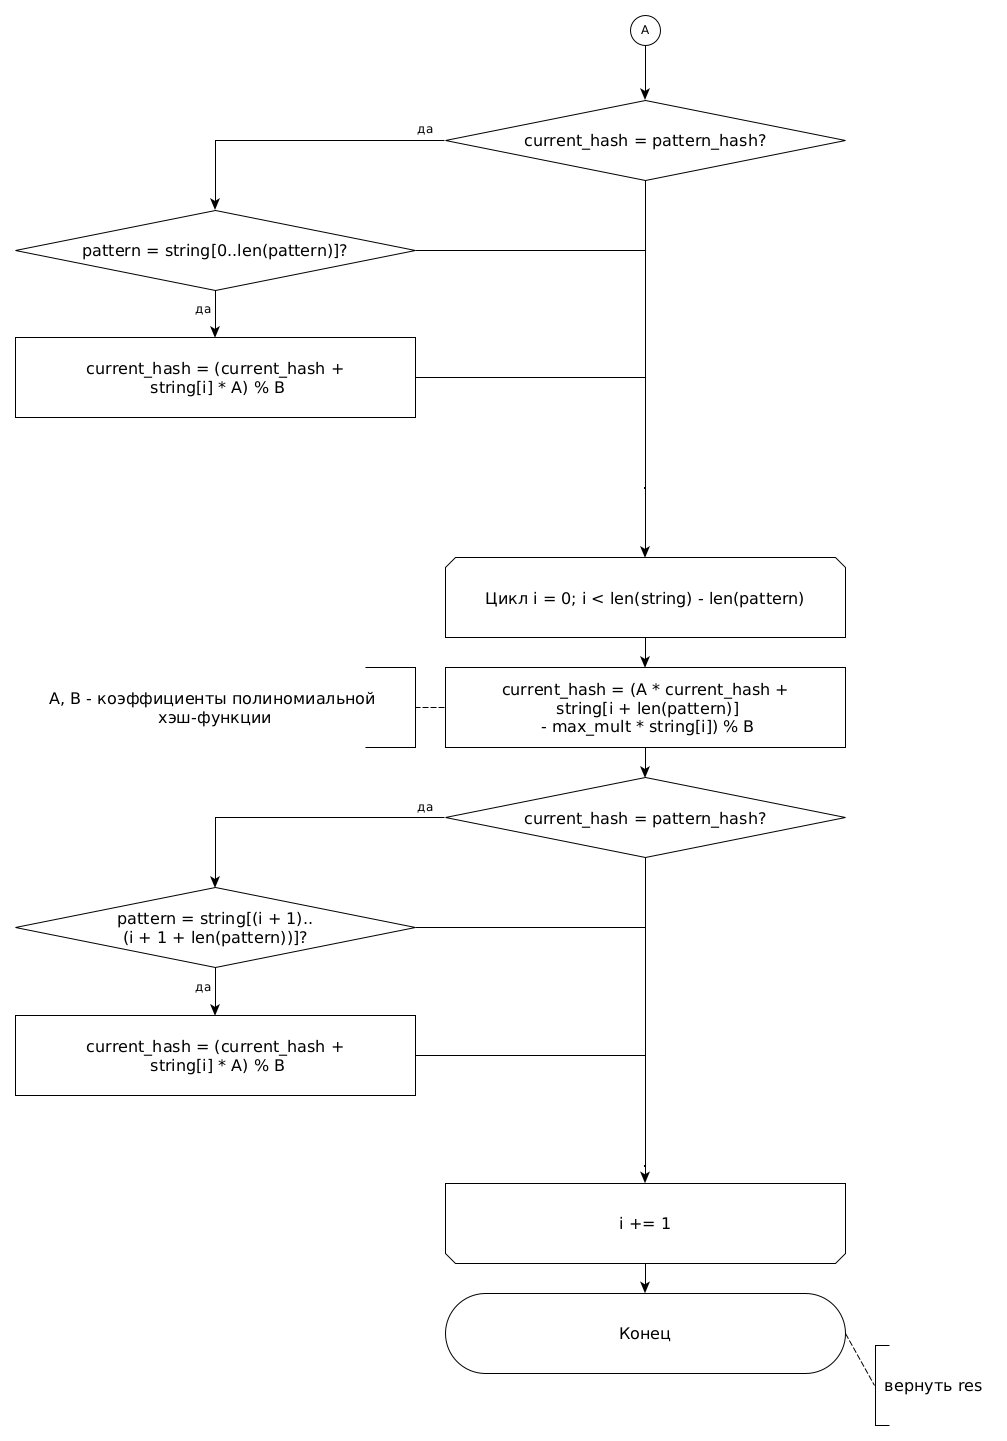 A
current_hash = pattern_hash?
да
pattern = string[0..len(pattern)]?
да
current_hash = (current_hash +
string[i] * A) % B
Цикл i = 0; i < len(string) - len(pattern)
A, B - коэффициенты полиномиальной
хэш-функции
current_hash = (A * current_hash +
string[i + len(pattern)]
- max_mult * string[i]) % B
да
current_hash = pattern_hash?
pattern = string[(i + 1)..
(i + 1 + len(pattern))]?
да
current_hash = (current_hash +
string[i] * A) % B
i += 1
Конец
вернуть res